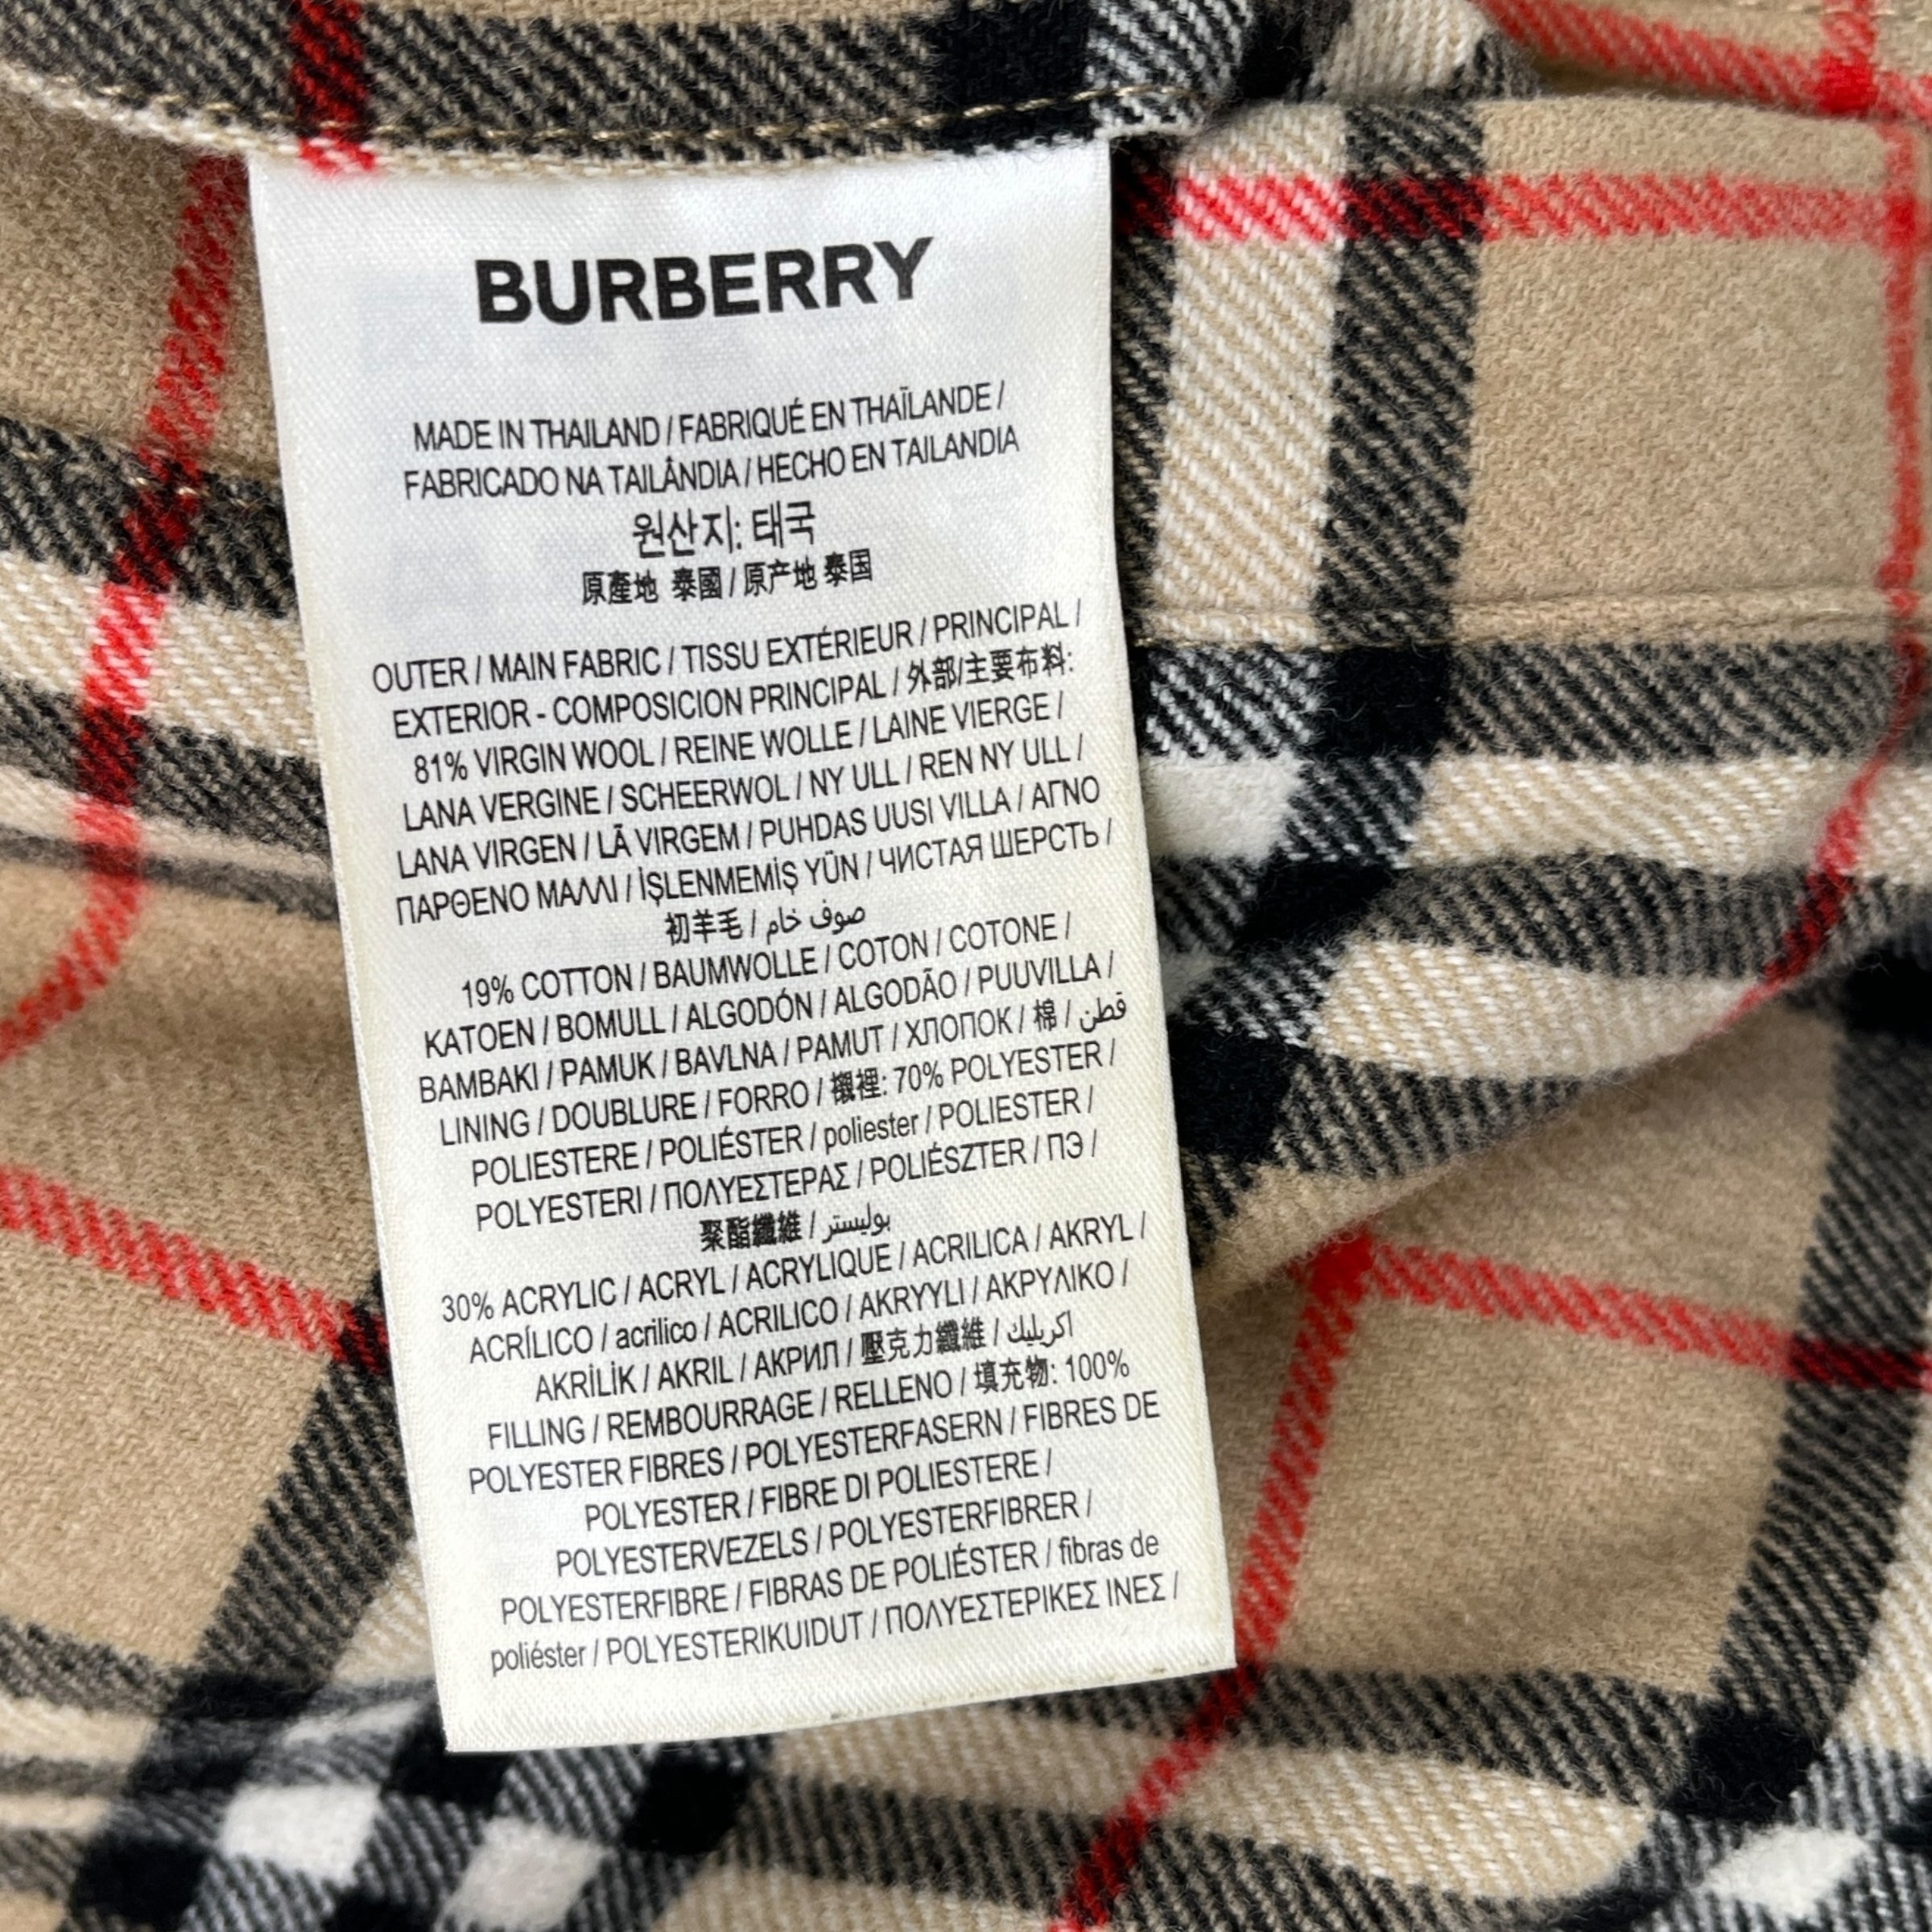 BURBERRY
MADE IN THAILAND / FABRIQUÉ EN THAÏLANDE /
FABRICADO NA TAILÂNDIA / HECHO EN TAILANDIA
원산지: 태국
原產地 泰國 / 原产地 泰国
OUTER / MAIN FABRIC / TISSU EXTÉRIEUR / PRINCIPAL /
EXTERIOR - COMPOSICION PRINCIPAL / 外部/主要布料:
81% VIRGIN WOOL / REINE WOLLE / LAINE VIERGE /
LANA VERGINE / SCHEERWOL / NY ULL / REN NY ULL /
LANA VIRGEN / LÃ VIRGEM / PUHDAS UUSI VILLA / ΑΓΝΟ
ΠΑΡΘΕΝΟ ΜΑΛΛΙ / İŞLENMEMİŞ YÜN / ЧИСТАЯ ШЕРСТЬ /
初羊毛 / صوف خام
19% COTTON / BAUMWOLLE / COTON / COTONE /
KATOEN / BOMULL / ALGODÓN / ALGODÃO / PUUVILLA /
BAMBAKI / PAMUK / BAVLNA / PAMUT / ХЛОПОК / 棉 / قطن
LINING / DOUBLURE / FORRO / 襯裡: 70% POLYESTER /
POLIESTERE / POLIÉSTER / poliester / POLIESTER /
POLYESTERI / ΠΟΛΥΕΣΤΕΡΑΣ / POLIÉSZTER / ПЭ /
聚酯纖維 / بوليستر
30% ACRYLIC / ACRYL / ACRYLIQUE / ACRILICA / AKRYL /
ACRÍLICO / acrilico / ACRILICO / AKRYYLI / ΑΚΡΥΛΙΚΟ /
AKRİLİK / AKRIL / АКРИЛ / 壓克力纖維 / اكريليك
FILLING / REMBOURRAGE / RELLENO / 填充物: 100%
POLYESTER FIBRES / POLYESTERFASERN / FIBRES DE
POLYESTER / FIBRE DI POLIESTERE /
POLYESTERVEZELS / POLYESTERFIBRER /
POLYESTERFIBRE / FIBRAS DE POLIÉSTER / fibras de
poliéster / POLYESTERIKUIDUT / ΠΟΛΥΕΣΤΕΡΙΚΕΣ ΙΝΕΣ /